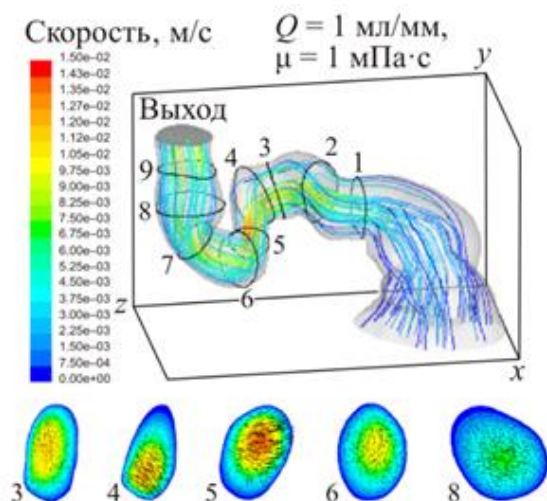 Скорость, м/с
Q = 1 мл/мм,
μ = 1 мПа·с
1.50e-02
1.43e-02
1.35e-02
1.28e-02
1.20e-02
1.13e-02
1.05e-02
9.75e-03
9.00e-03
8.25e-03
7.50e-03
6.75e-03
6.00e-03
5.25e-03
4.50e-03
3.75e-03
3.00e-03
2.25e-03
1.50e-03
7.50e-04
0.00e+00
Выход
y
9
8
7
4
3
2
1
5
6
z
x
3
4
5
6
8